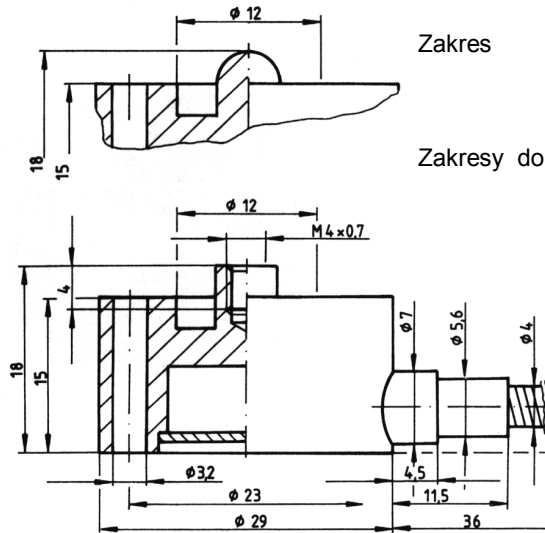 ø 12
Zakres
18
15
Zakresy do
ø 12
M 4 × 0,7
4
18
15
ø 7
ø 5,6
ø 4
ø 3,2
4,5
ø 23
11,5
ø 29
36